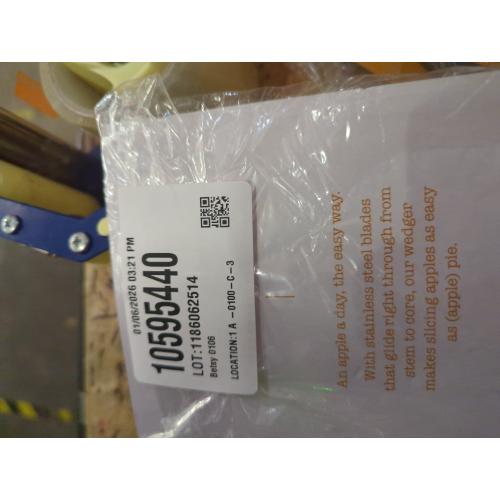 01/06/2026 03:21 PM
10595440
LOT:1186062514
Betsy 0106
LOCATION:1 A - 0100-C-3
An apple a day, the easy way.
With stainless steel blades
that glide right through from
stem to core, our wedger
makes slicing apples as easy
as (apple) pie.